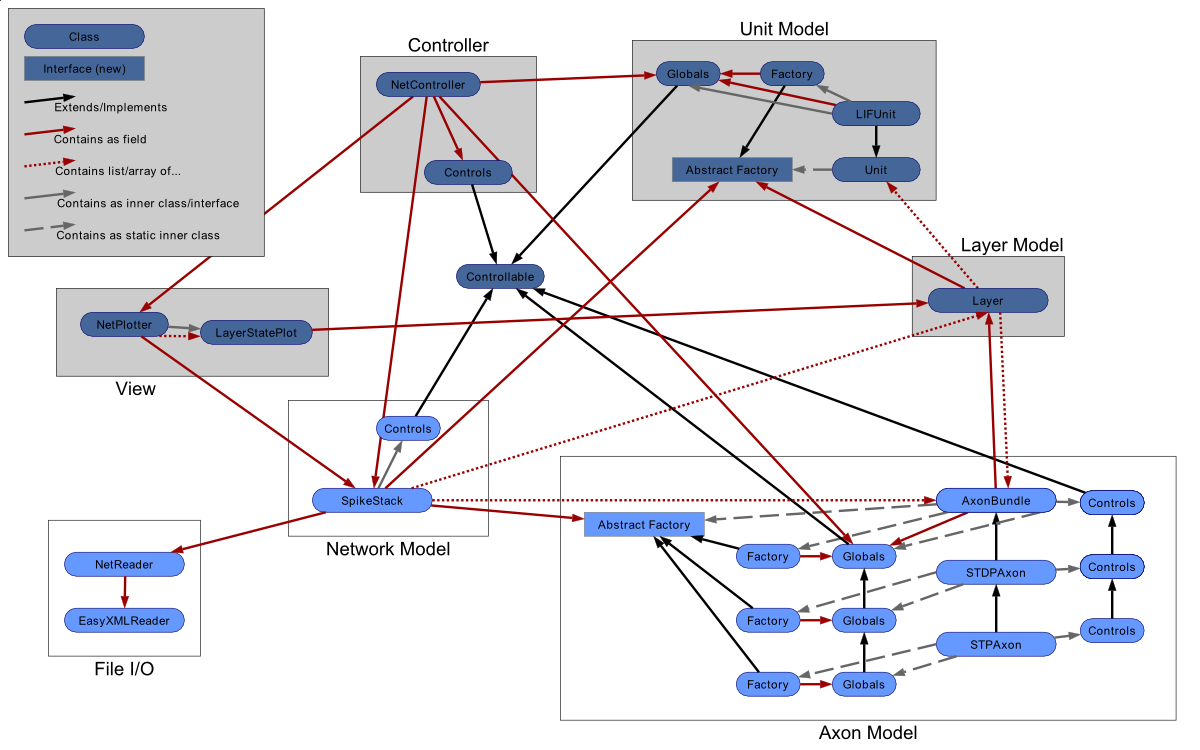 Class
Interface (new)
Extends/Implements
Contains as field
Contains list/array of...
Contains as inner class/interface
Contains as static inner class
Controller
NetController
Controls
Unit Model
Globals
Factory
LIFUnit
Abstract Factory
Unit
Controllable
Layer Model
Layer
NetPlotter
LayerStatePlot
View
Controls
SpikeStack
Network Model
NetReader
EasyXMLReader
File I/O
AxonBundle
Controls
Abstract Factory
Factory
Globals
STDPAxon
Controls
Factory
Globals
STPAxon
Controls
Factory
Globals
Axon Model